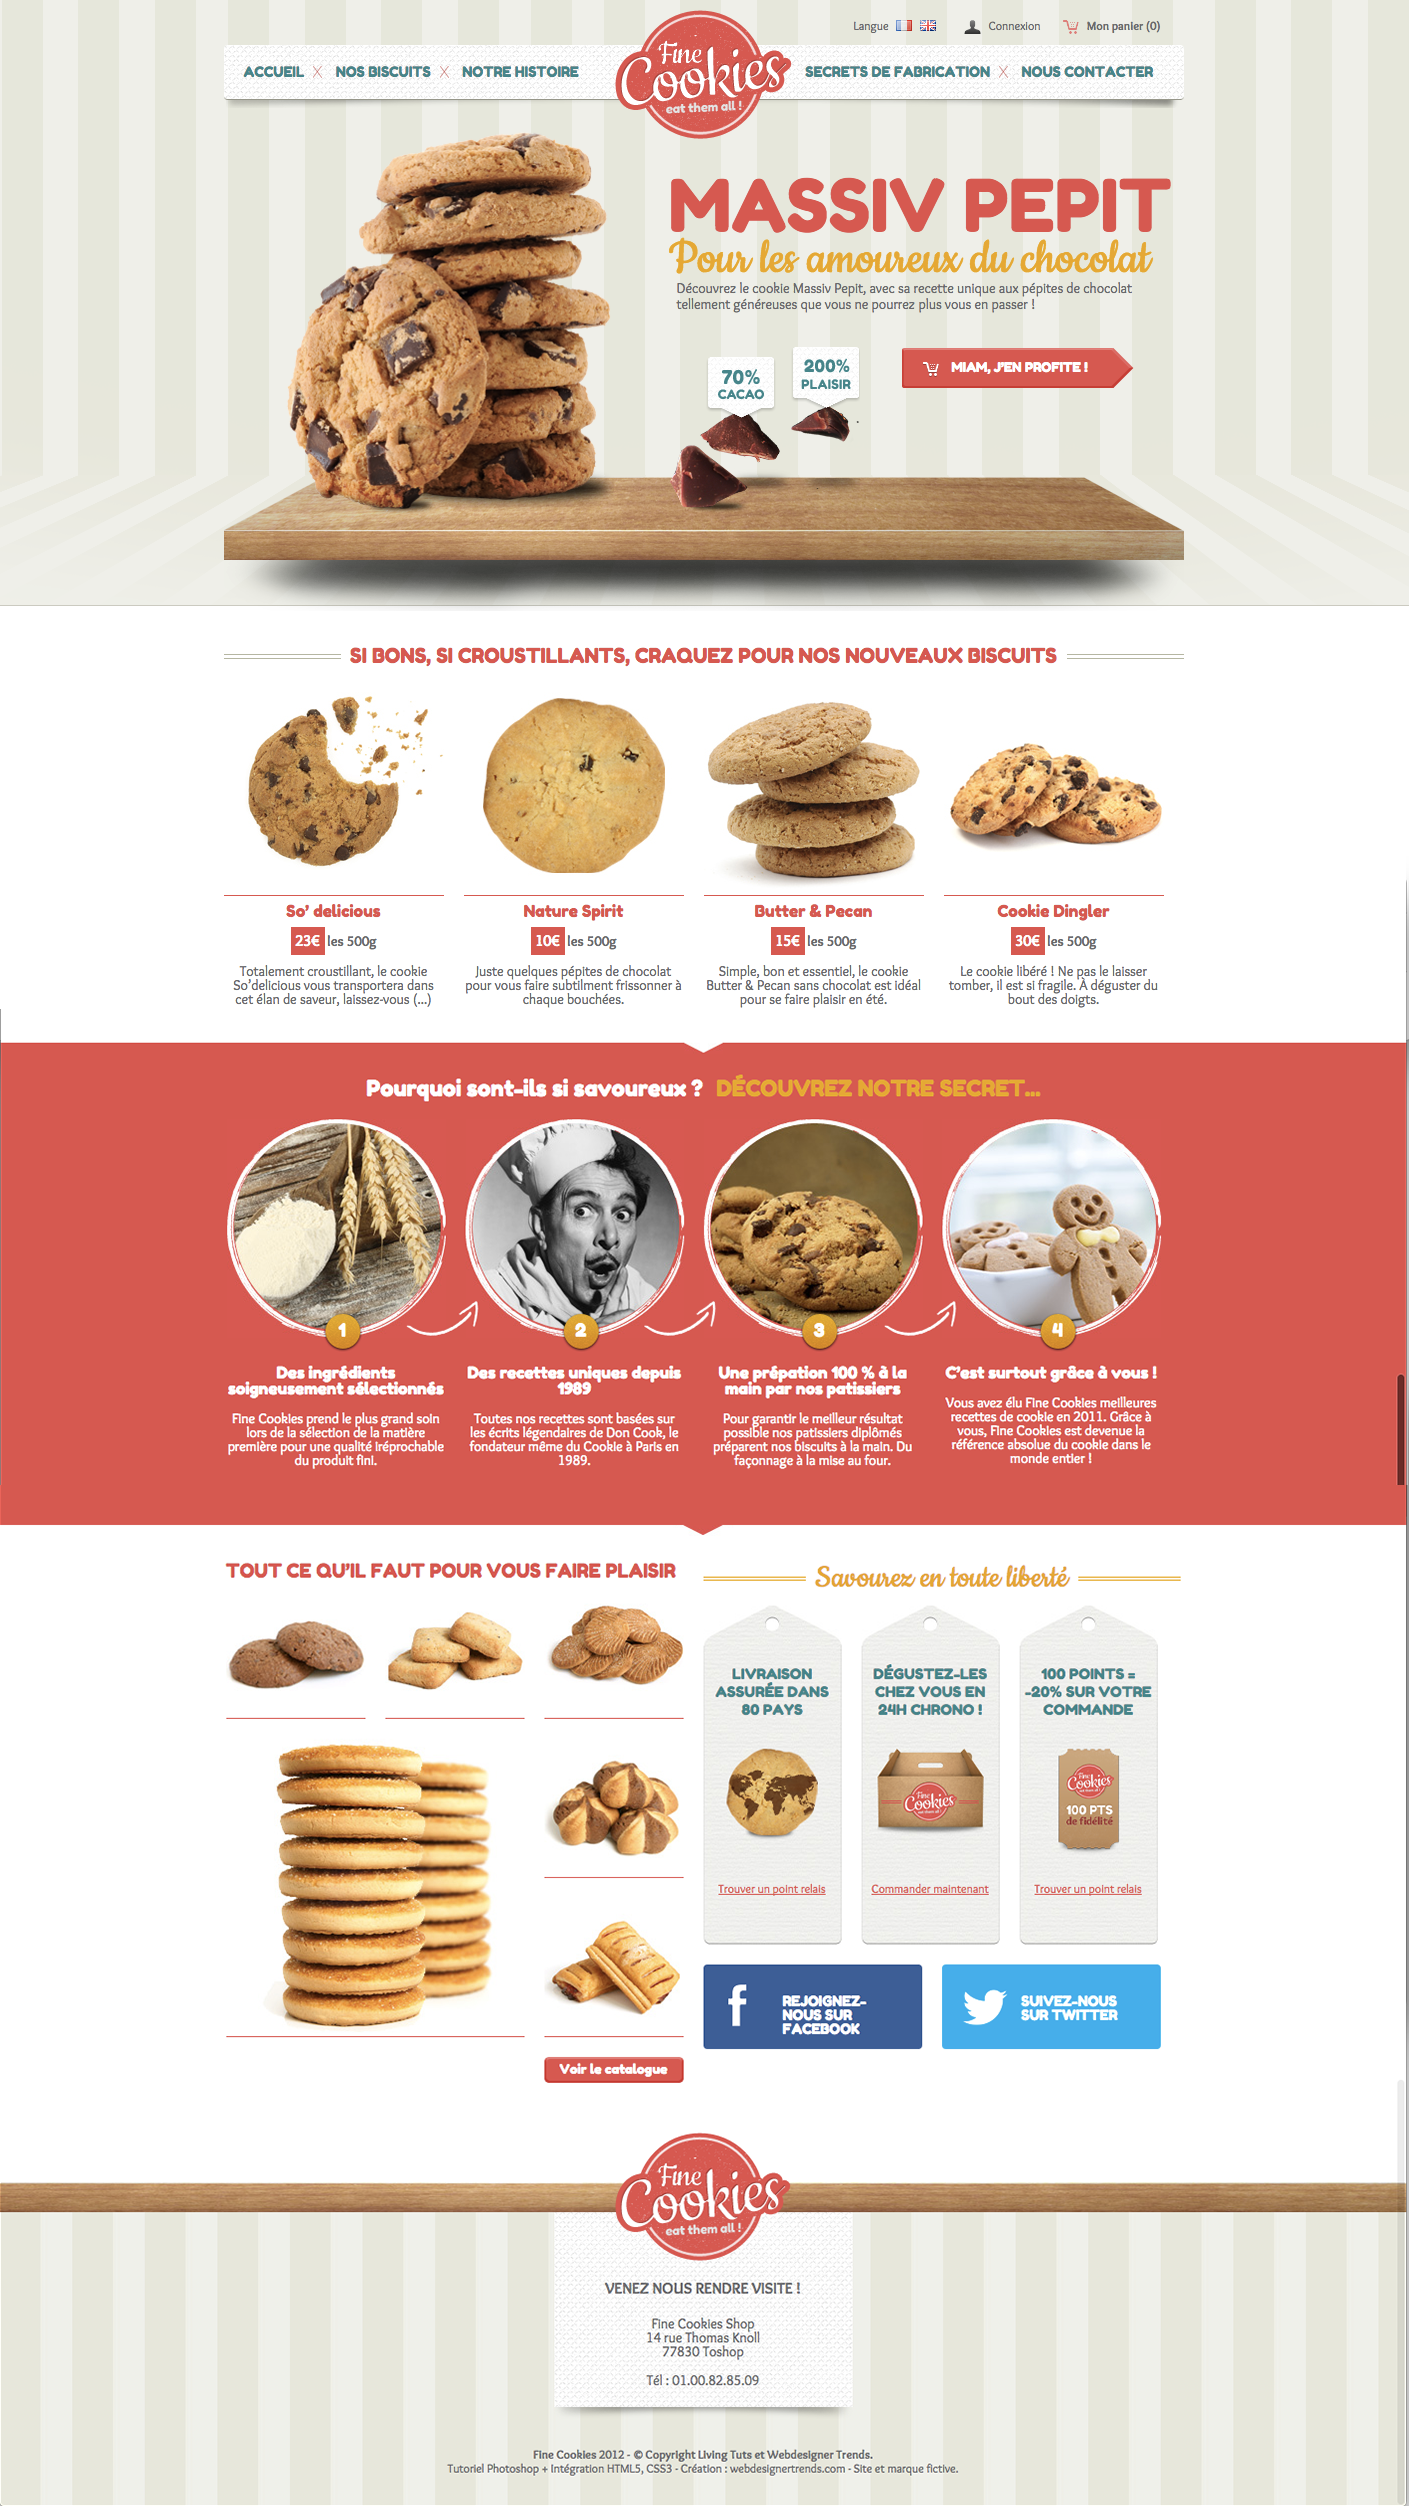 Langue
Connexion
Mon panier (0)
ACCUEIL X NOS BISCUITS X NOTRE HISTOIRE
Fine
Cookies
eat them all !
SECRETS DE FABRICATION X NOUS CONTACTER
MASSIV PEPIT
Pour les amoureux du chocolat
Découvrez le cookie Massiv Pepit, avec sa recette unique aux pépites de chocolat
tellement généreuses que vous ne pourrez plus vous en passer !
70%
CACAO
200%
PLAISIR
MIAM, J'EN PROFITE !
SI BONS, SI CROUSTILLANTS, CRAQUEZ POUR NOS NOUVEAUX BISCUITS
So' delicious
23€ les 500g
Totalement croustillant, le cookie
So'delicious vous transportera dans
cet élan de saveur, laissez-vous (...)
Nature Spirit
10€ les 500g
Juste quelques pépites de chocolat
pour vous faire subtilment frissonner à
chaque bouchées.
Butter & Pecan
15€ les 500g
Simple, bon et essentiel, le cookie
Butter & Pecan sans chocolat est idéal
pour se faire plaisir en été.
Cookie Dingler
30€ les 500g
Le cookie libéré ! Ne pas le laisser
tomber, il est si fragile. À déguster du
bout des doigts.
Pourquoi sont-ils si savoureux ? DÉCOUVREZ NOTRE SECRET...
1
Des ingrédients
soigneusement sélectionnés
Fine Cookies prend le plus grand soin
lors de la sélection de la matière
première pour une qualité iréprochable
du produit fini.
2
Des recettes uniques depuis
1989
Toutes nos recettes sont basées sur
les écrits légendaires de Don Cook, le
fondateur même du Cookie à Paris en
1989.
3
Une prépation 100 % à la
main par nos patissiers
Pour garantir le meilleur résultat
possible nos patissiers diplômés
préparent nos biscuits à la main. Du
façonnage à la mise au four.
4
C'est surtout grâce à vous !
Vous avez élu Fine Cookies meilleures
recettes de cookie en 2011. Grâce à
vous, Fine Cookies est devenue la
référence absolue du cookie dans le
monde entier !
TOUT CE QU'IL FAUT POUR VOUS FAIRE PLAISIR
Voir le catalogue
Savourez en toute liberté
LIVRAISON
ASSURÉE DANS
80 PAYS
Trouver un point relais
DÉGUSTEZ-LES
CHEZ VOUS EN
24H CHRONO !
Fine
Cookies
eat them all !
Commander maintenant
100 POINTS =
-20% SUR VOTRE
COMMANDE
Fine
Cookies
eat them all !
100 PTS
de fidélité
Trouver un point relais
REJOIGNEZ-
NOUS SUR
FACEBOOK
SUIVEZ-NOUS
SUR TWITTER
Fine
Cookies
eat them all !
VENEZ NOUS RENDRE VISITE !
Fine Cookies Shop
14 rue Thomas Knoll
77830 Toshop
Tél : 01.00.82.85.09
Fine Cookies 2012 - © Copyright Living Tuts et Webdesigner Trends.
Tutoriel Photoshop + Intégration HTML5, CSS3 - Création : webdesignertrends.com - Site et marque fictive.